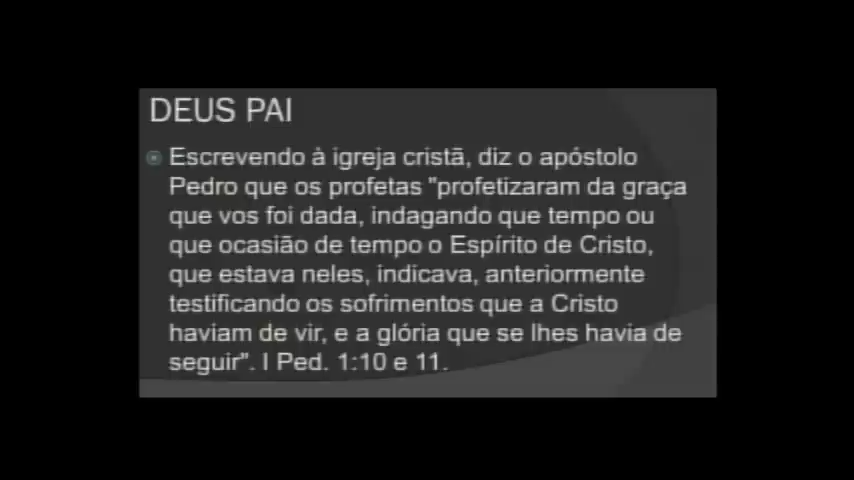 DEUS PAI
Escrevendo à igreja cristã, diz o apóstolo
Pedro que os profetas "profetizaram da graça
que vos foi dada, indagando que tempo ou
que ocasião de tempo o Espírito de Cristo,
que estava neles, indicava, anteriormente
testificando os sofrimentos que a Cristo
haviam de vir, e a glória que se lhes havia de
seguir". I Ped. 1:10 e 11.